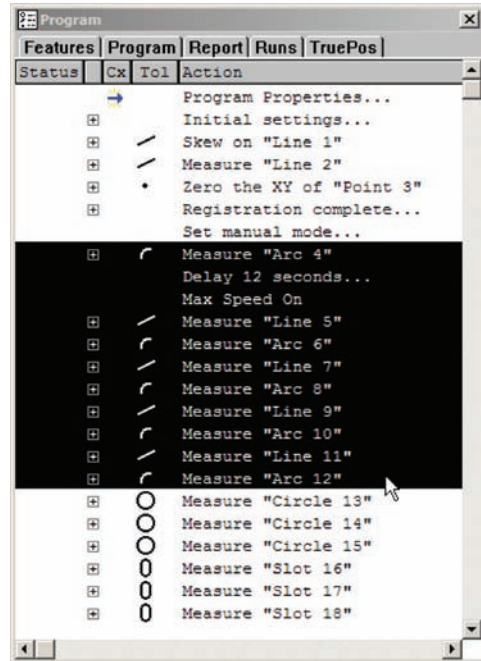 Program
Features Program Report Runs TruePos
Status Cx Tol Action
Program Properties...
Initial settings...
Skew on "Line 1"
Measure "Line 2"
Zero the XY of "Point 3"
Registration complete...
Set manual mode...
Measure "Arc 4"
Delay 12 seconds...
Max Speed On
Measure "Line 5"
Measure "Arc 6"
Measure "Line 7"
Measure "Arc 8"
Measure "Line 9"
Measure "Arc 10"
Measure "Line 11"
Measure "Arc 12"
Measure "Circle 13"
Measure "Circle 14"
Measure "Circle 15"
Measure "Slot 16"
Measure "Slot 17"
Measure "Slot 18"